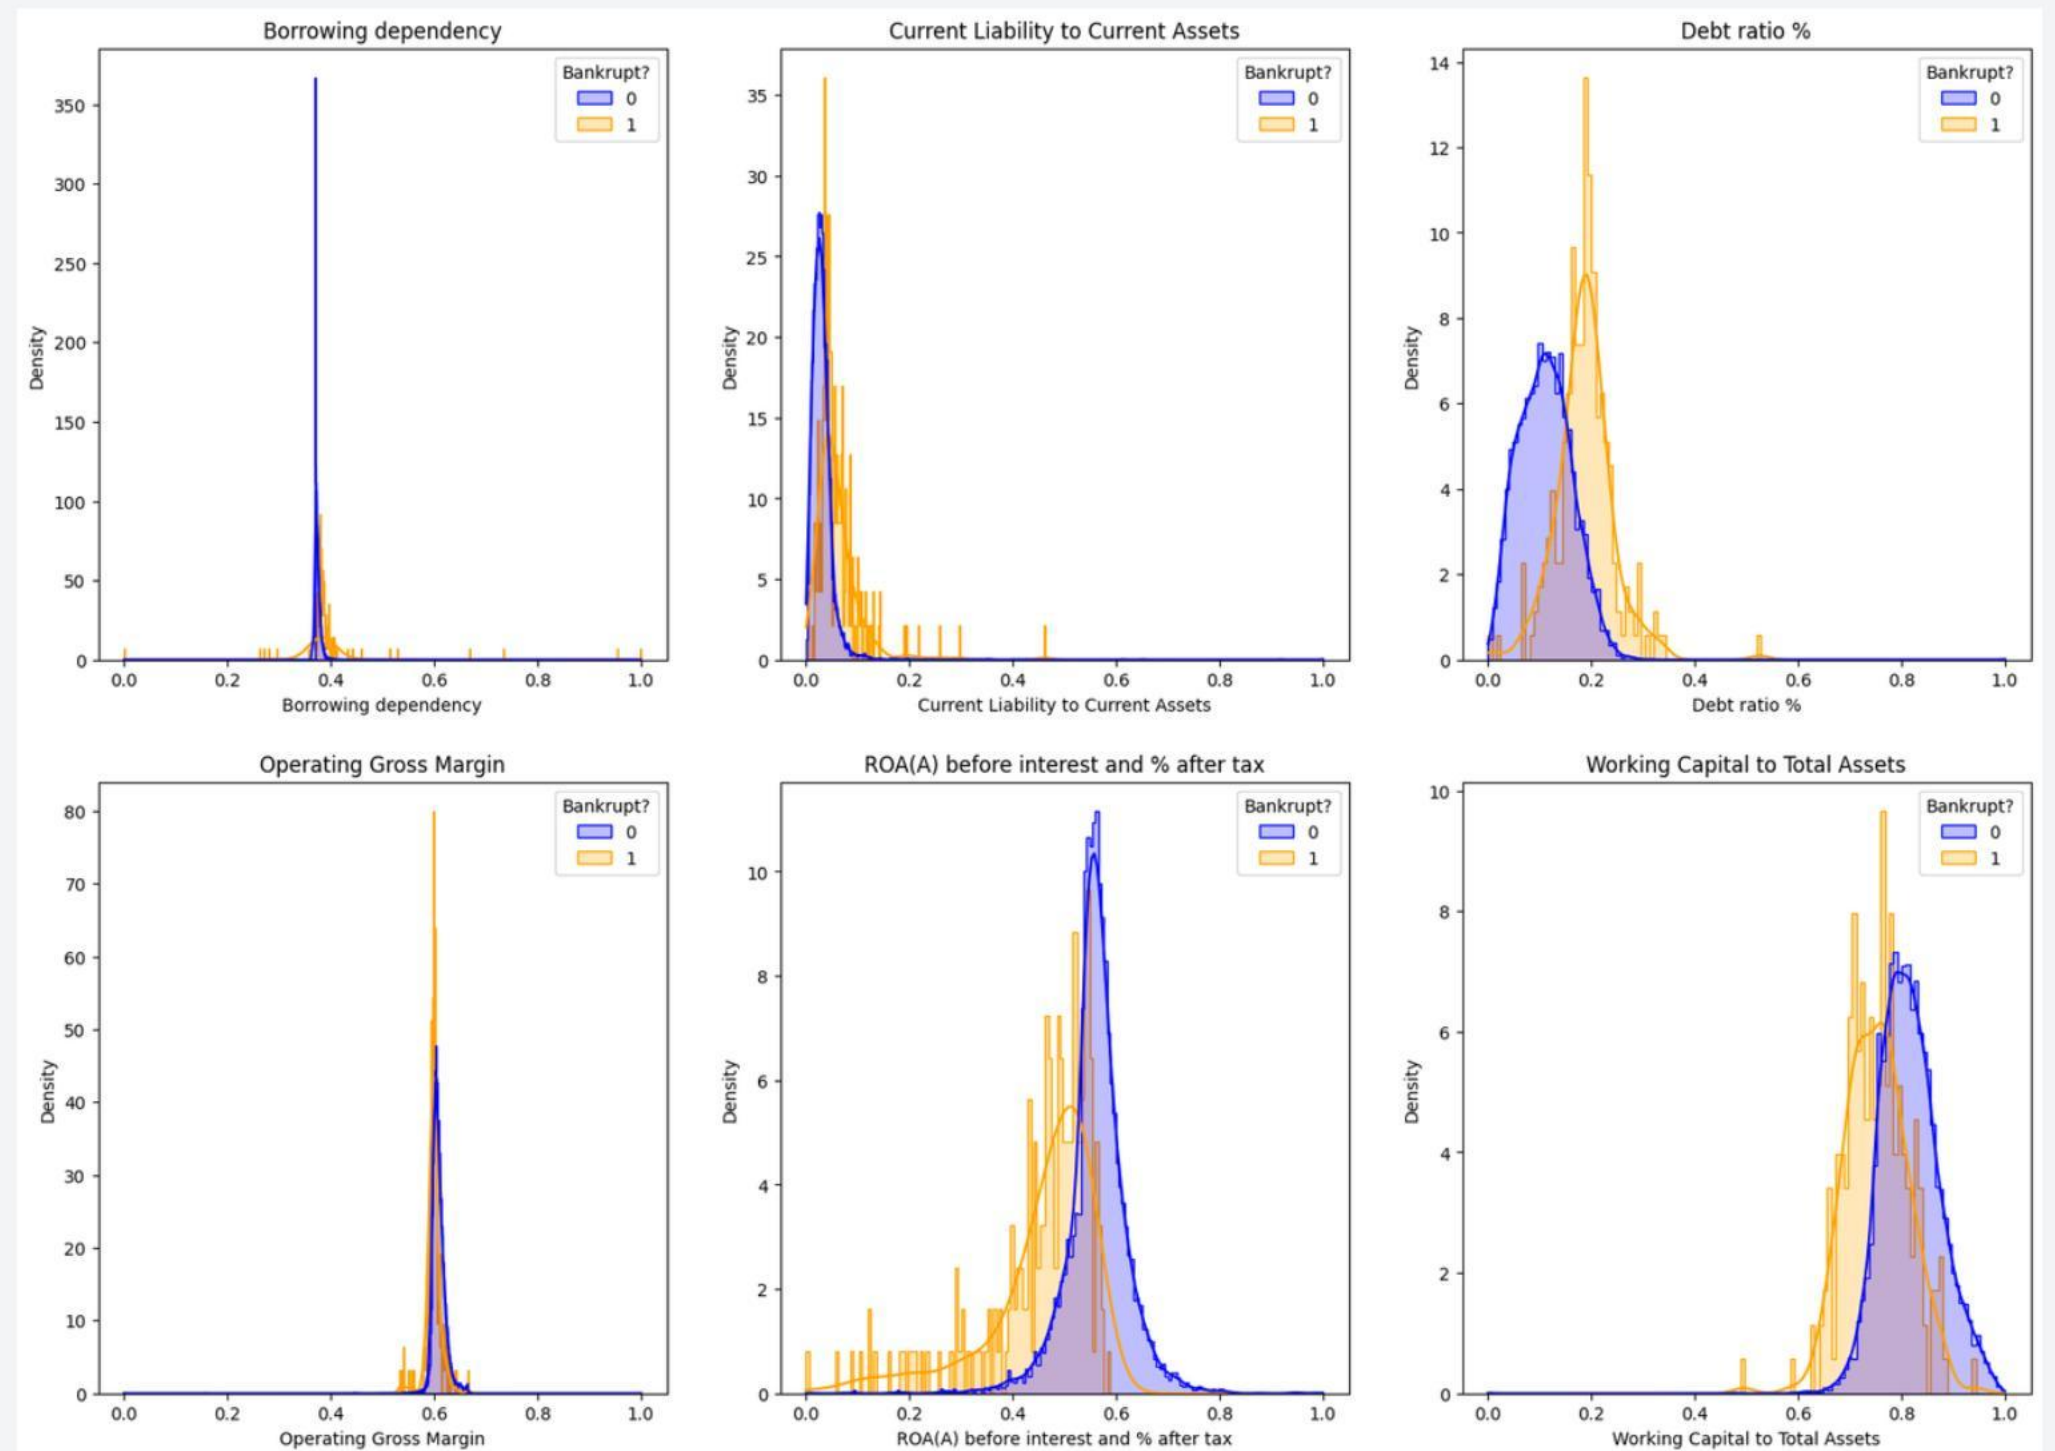 Borrowing dependency
Bankrupt?
0
1
350
300
250
200
150
100
50
0
Density
0.0 0.2 0.4 0.6 0.8 1.0
Borrowing dependency
Current Liability to Current Assets
Bankrupt?
0
1
35
30
25
20
15
10
5
0
Density
0.0 0.2 0.4 0.6 0.8 1.0
Current Liability to Current Assets
Debt ratio %
Bankrupt?
0
1
14
12
10
8
6
4
2
0
Density
0.0 0.2 0.4 0.6 0.8 1.0
Debt ratio %
Operating Gross Margin
Bankrupt?
0
1
80
70
60
50
40
30
20
10
0
Density
0.0 0.2 0.4 0.6 0.8 1.0
Operating Gross Margin
ROA(A) before interest and % after tax
Bankrupt?
0
1
10
8
6
4
2
0
Density
0.0 0.2 0.4 0.6 0.8 1.0
ROA(A) before interest and % after tax
Working Capital to Total Assets
Bankrupt?
0
1
10
8
6
4
2
0
Density
0.0 0.2 0.4 0.6 0.8 1.0
Working Capital to Total Assets